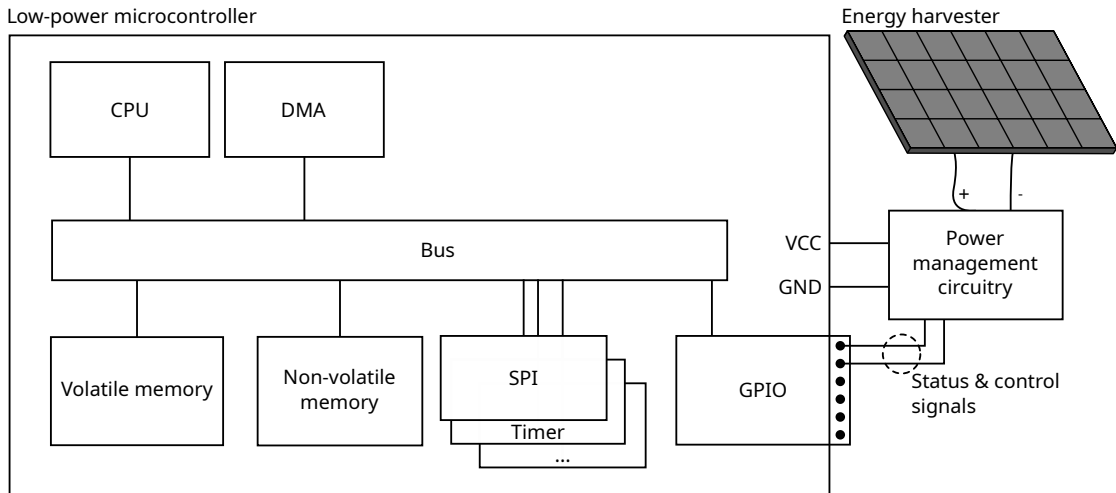 Low-power microcontroller
Energy harvester
CPU
DMA
+
-
Bus
VCC
GND
Power
management
circuitry
Volatile memory
Non-volatile
memory
SPI
Timer
...
GPIO
Status & control
signals